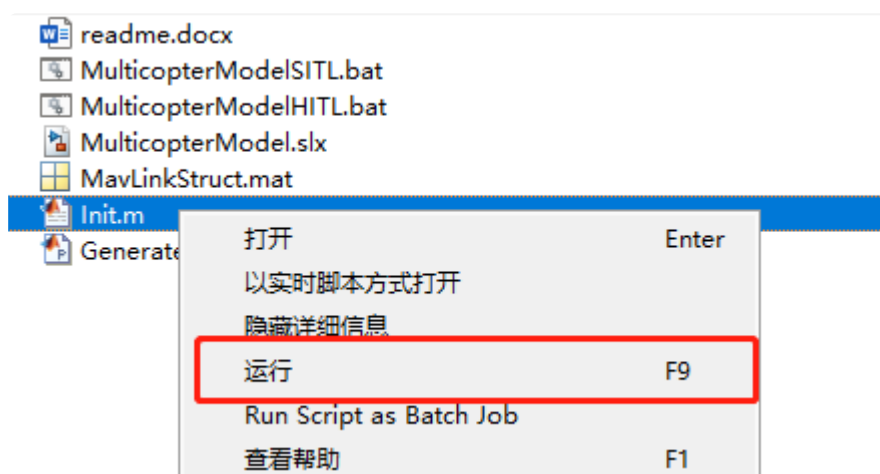 readme.docx
MulticopterModelSITL.bat
MulticopterModelHITL.bat
MulticopterModel.slx
MavLinkStruct.mat
Init.m
Generate
打开 Enter
以实时脚本方式打开
隐藏详细信息
运行 F9
Run Script as Batch Job
查看帮助 F1